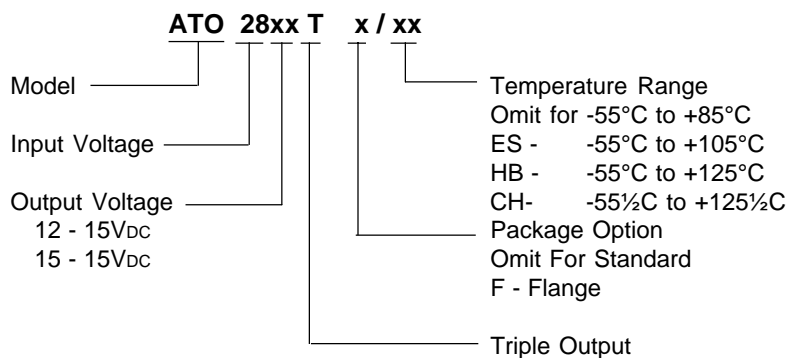 ATO 28xx T x / xx
Model
Input Voltage
Output Voltage
12 - 15VDC
15 - 15VDC
Temperature Range
Omit for -55°C to +85°C
ES - -55°C to +105°C
HB - -55°C to +125°C
CH- -55½C to +125½C
Package Option
Omit For Standard
F - Flange
Triple Output